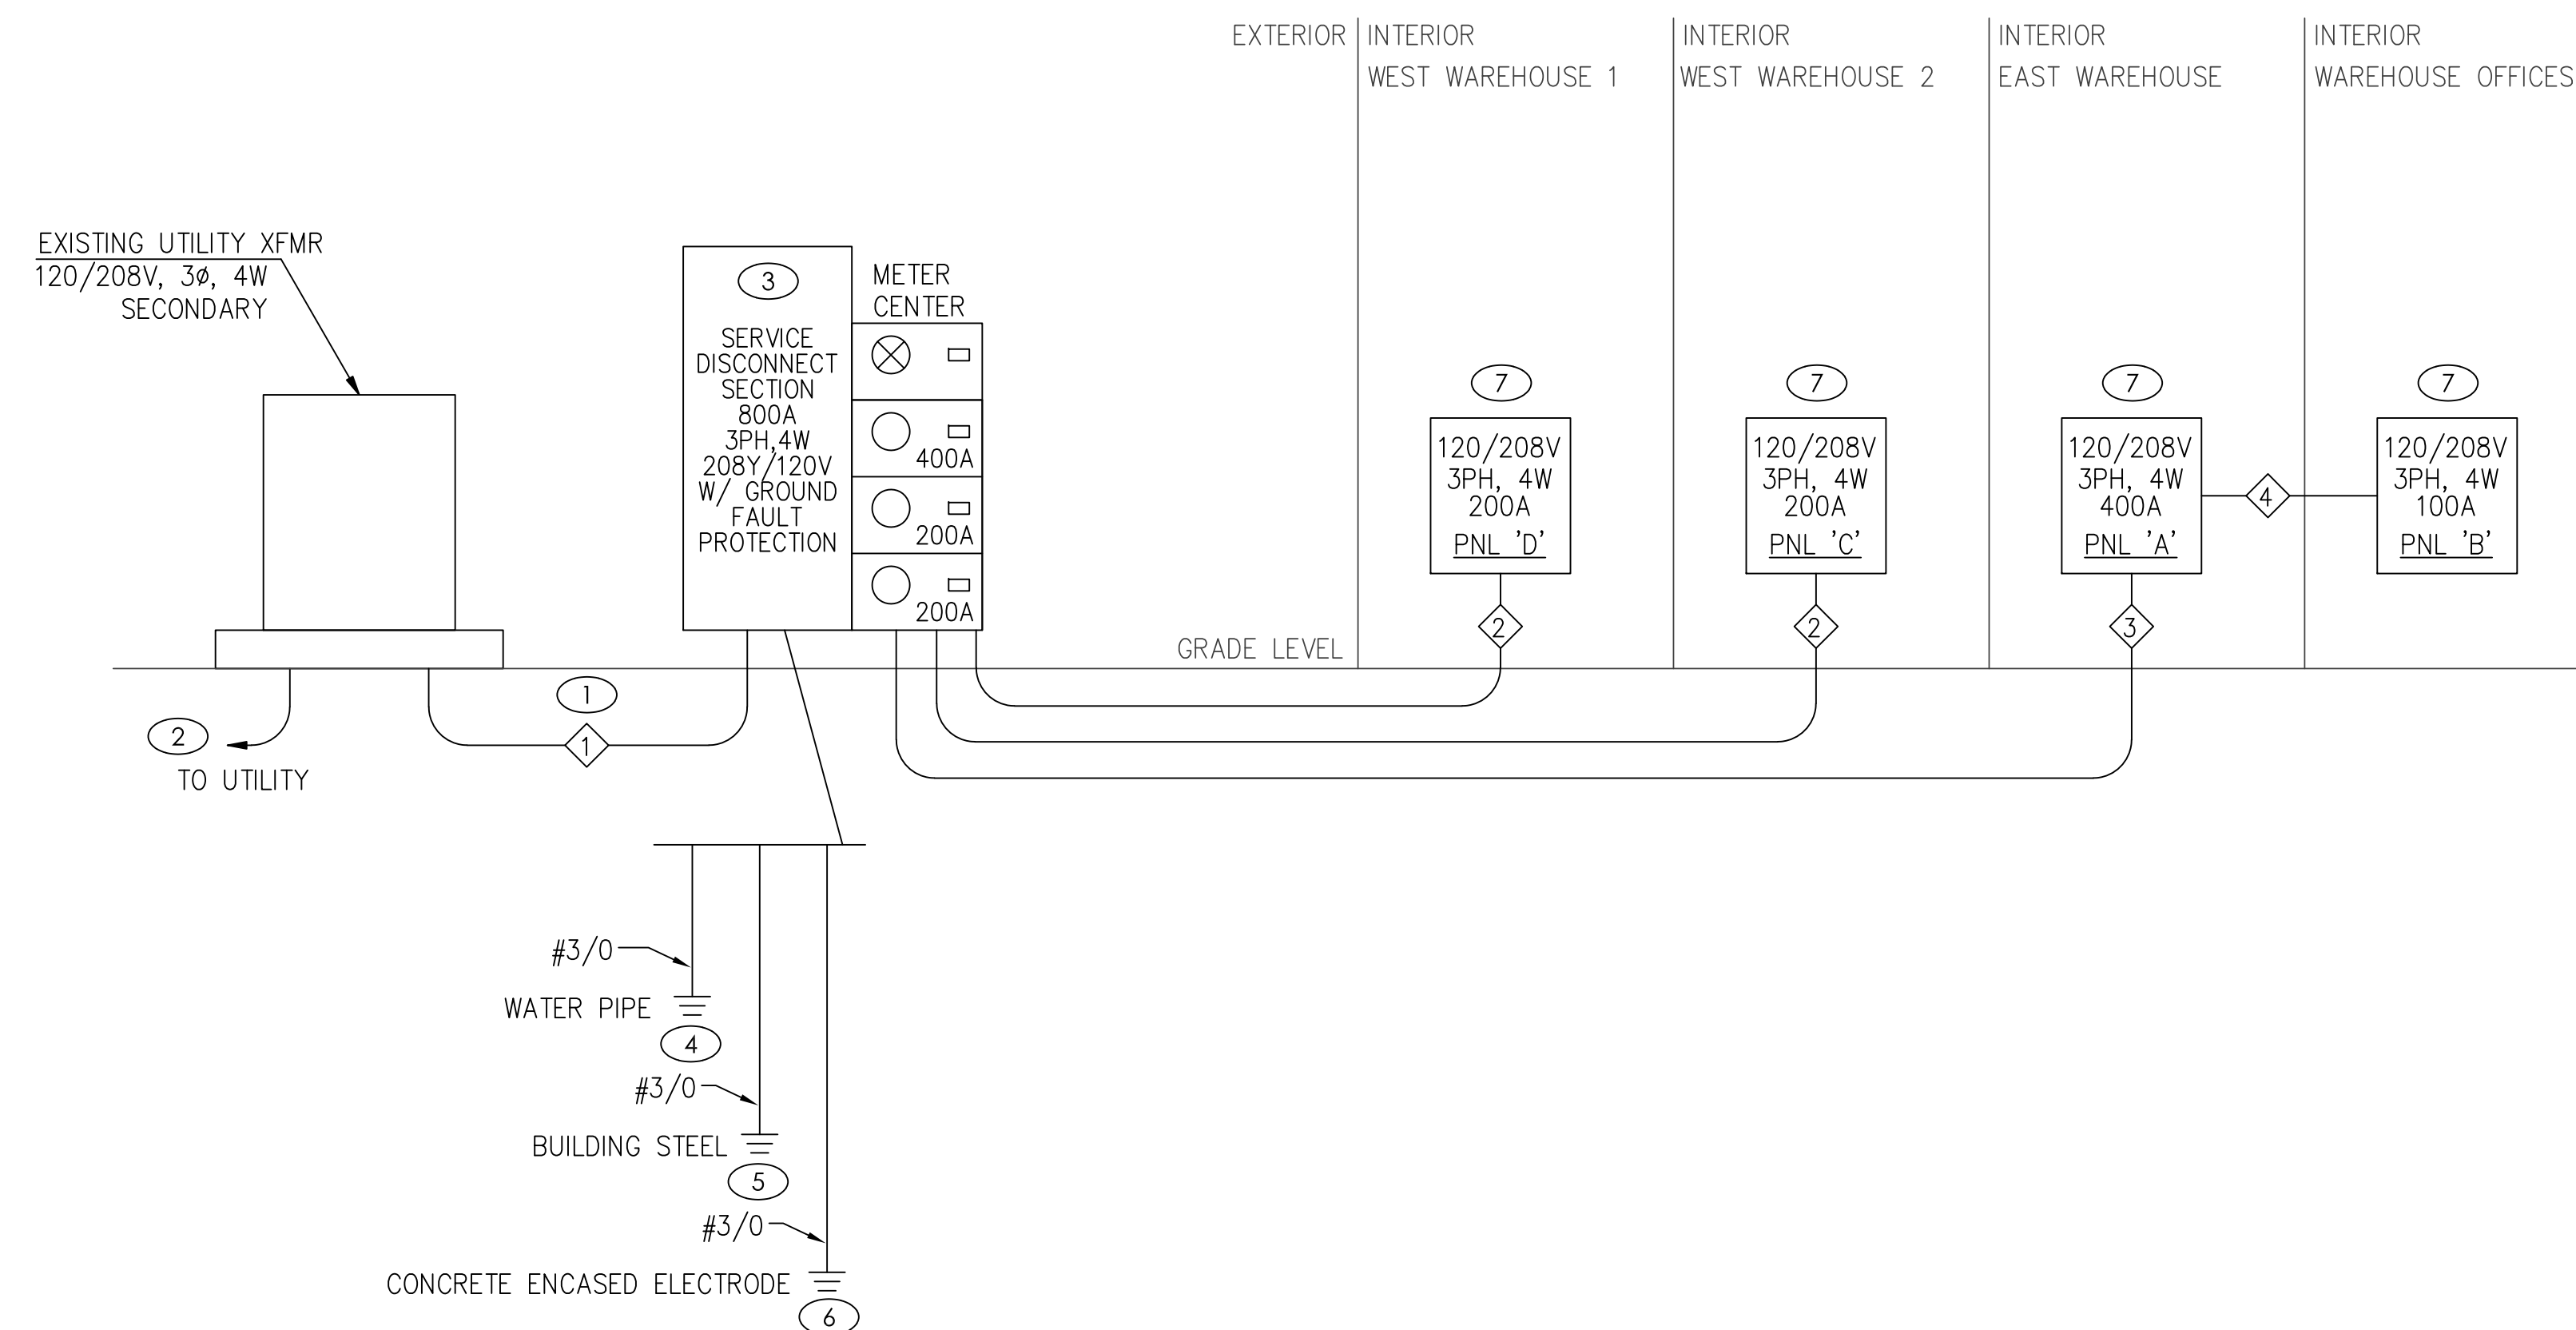 EXTERIOR
INTERIOR
WEST WAREHOUSE 1
INTERIOR
WEST WAREHOUSE 2
INTERIOR
EAST WAREHOUSE
INTERIOR
WAREHOUSE OFFICES
EXISTING UTILITY XFMR
120/208V, 3ø, 4W
SECONDARY
3
SERVICE
DISCONNECT
SECTION
800A
3PH,4W
208Y/120V
W/ GROUND
FAULT
PROTECTION
METER
CENTER
400A
200A
200A
7
120/208V
3PH, 4W
200A
PNL 'D'
2
7
120/208V
3PH, 4W
200A
PNL 'C'
2
7
120/208V
3PH, 4W
400A
PNL 'A'
3
4
7
120/208V
3PH, 4W
100A
PNL 'B'
GRADE LEVEL
1
1
2
TO UTILITY
#3/0
WATER PIPE
4
#3/0
BUILDING STEEL
5
#3/0
CONCRETE ENCASED ELECTRODE
6